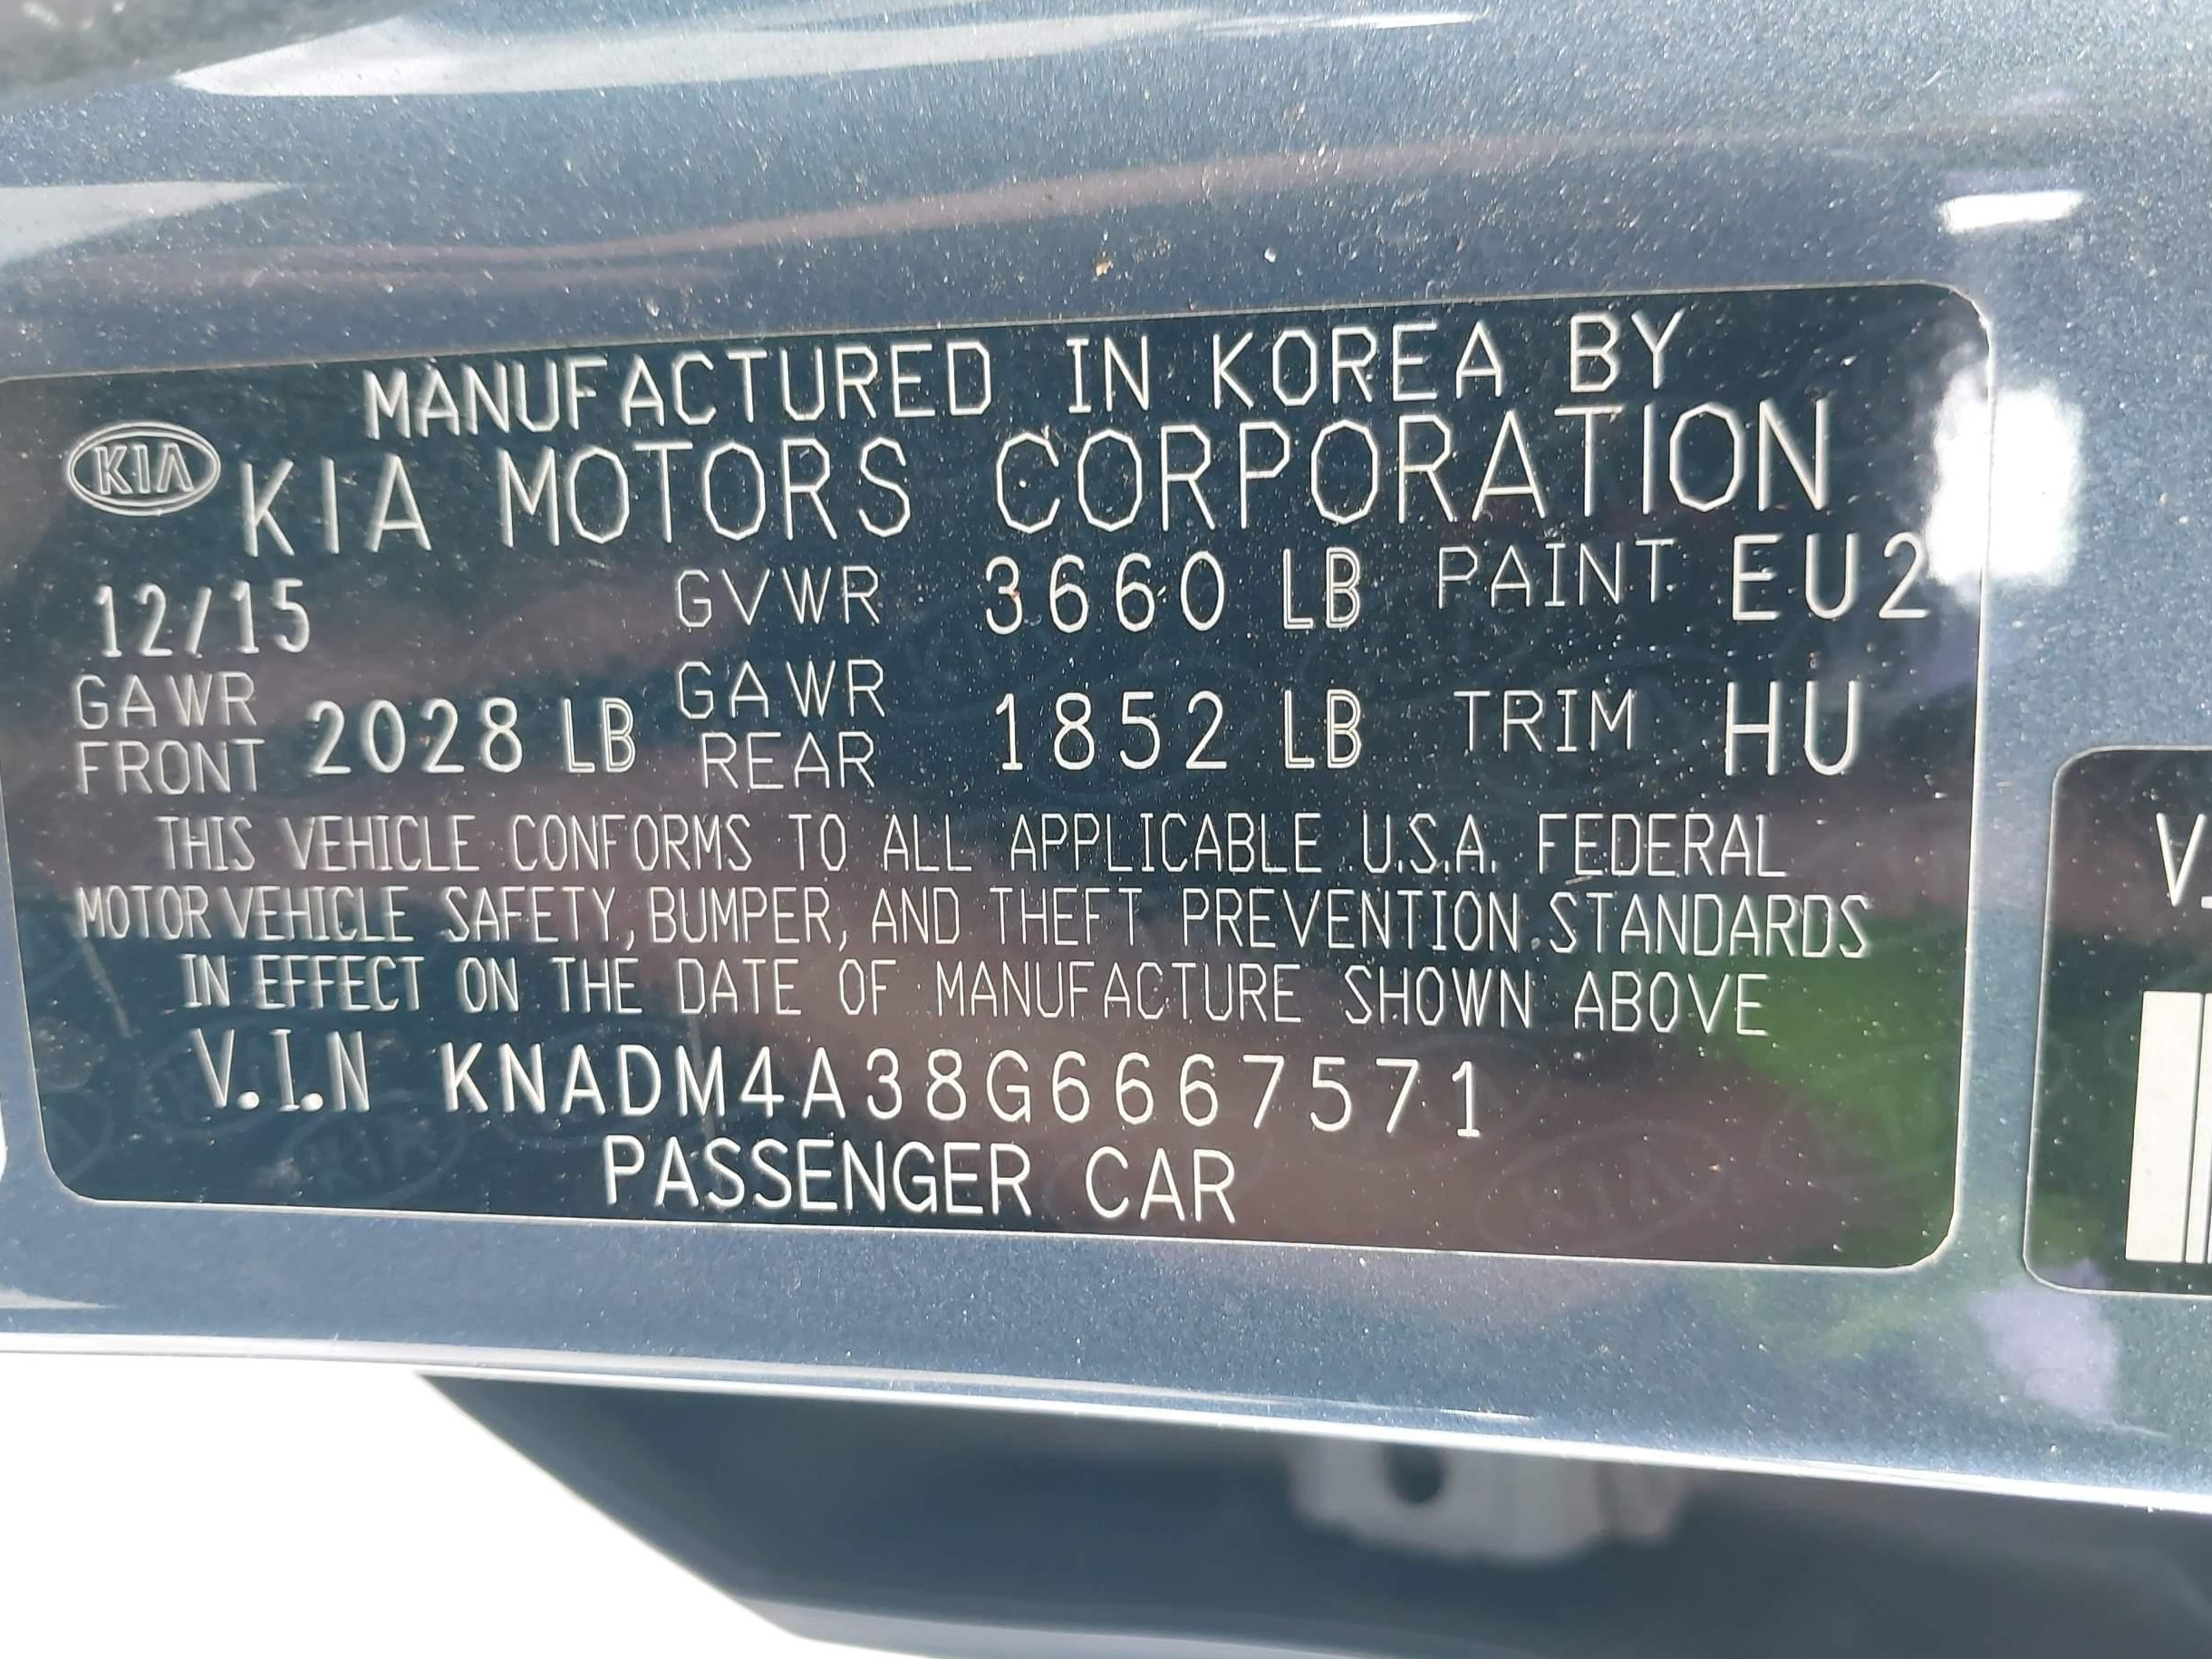 MANUFACTURED IN KOREA BY
KIA
KIA MOTORS CORPORATION
12/15 GVWR 3660 LB PAINT EU2
GAWR FRONT 2028 LB GAWR REAR 1852 LB TRIM HU
THIS VEHICLE CONFORMS TO ALL APPLICABLE U.S.A. FEDERAL
MOTOR VEHICLE SAFETY, BUMPER, AND THEFT PREVENTION STANDARDS
IN EFFECT ON THE DATE OF MANUFACTURE SHOWN ABOVE
V.I.N KNADM4A38G6667571
PASSENGER CAR
V.